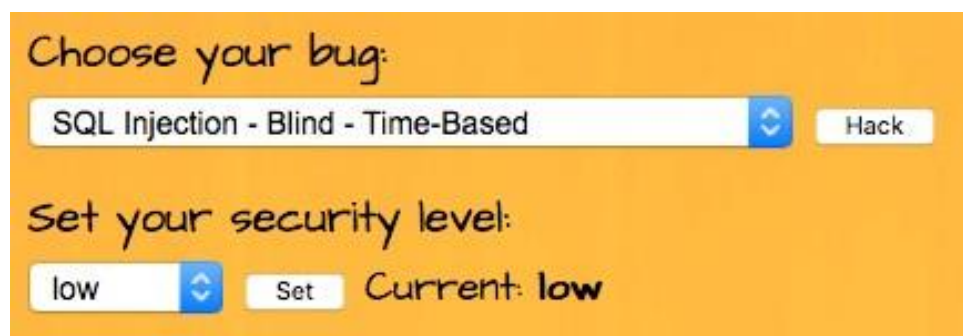 Choose your bug:
SQL Injection - Blind - Time-Based Hack
Set your security level:
low Set Current: low